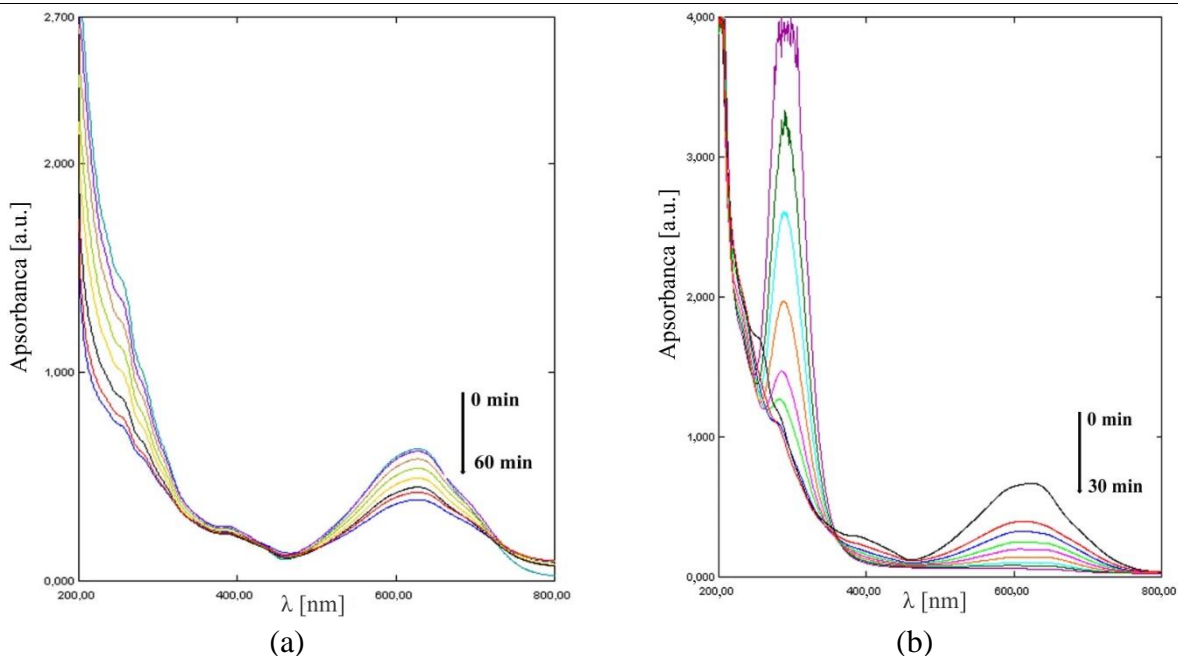 2,700
2,000
1,000
0,000
200,00
400,00
600,00
800,00
Apsorbanca [a.u.]
λ [nm]
0 min
60 min
(a)
4,000
3,000
2,000
1,000
0,000
200,00
400,00
600,00
800,00
Apsorbanca [a.u.]
λ [nm]
0 min
30 min
(b)